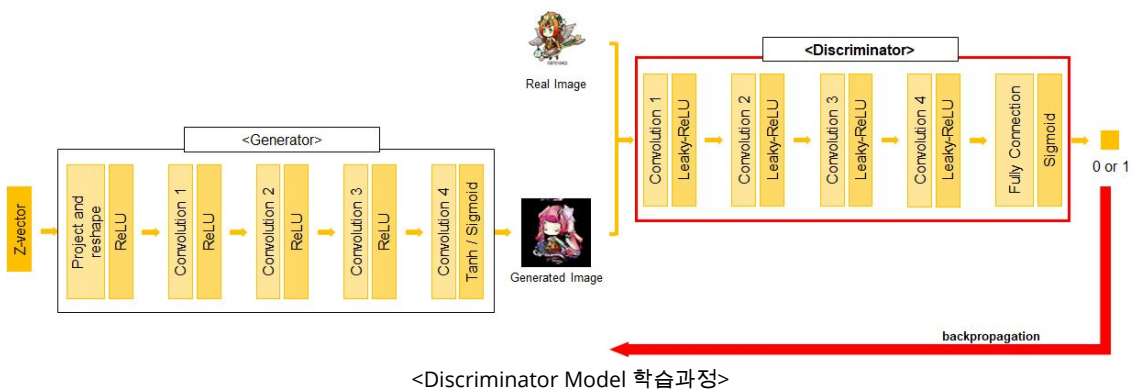 <Generator>
Z-vector
Project and
reshape
ReLU
Convolution 1
ReLU
Convolution 2
ReLU
Convolution 3
ReLU
Convolution 4
Tanh / Sigmoid
Real Image
Generated Image
<Discriminator>
Convolution 1
Leaky-ReLU
Convolution 2
Leaky-ReLU
Convolution 3
Leaky-ReLU
Convolution 4
Leaky-ReLU
Fully Connection
Sigmoid
0 or 1
backpropagation
<Discriminator Model 학습과정>